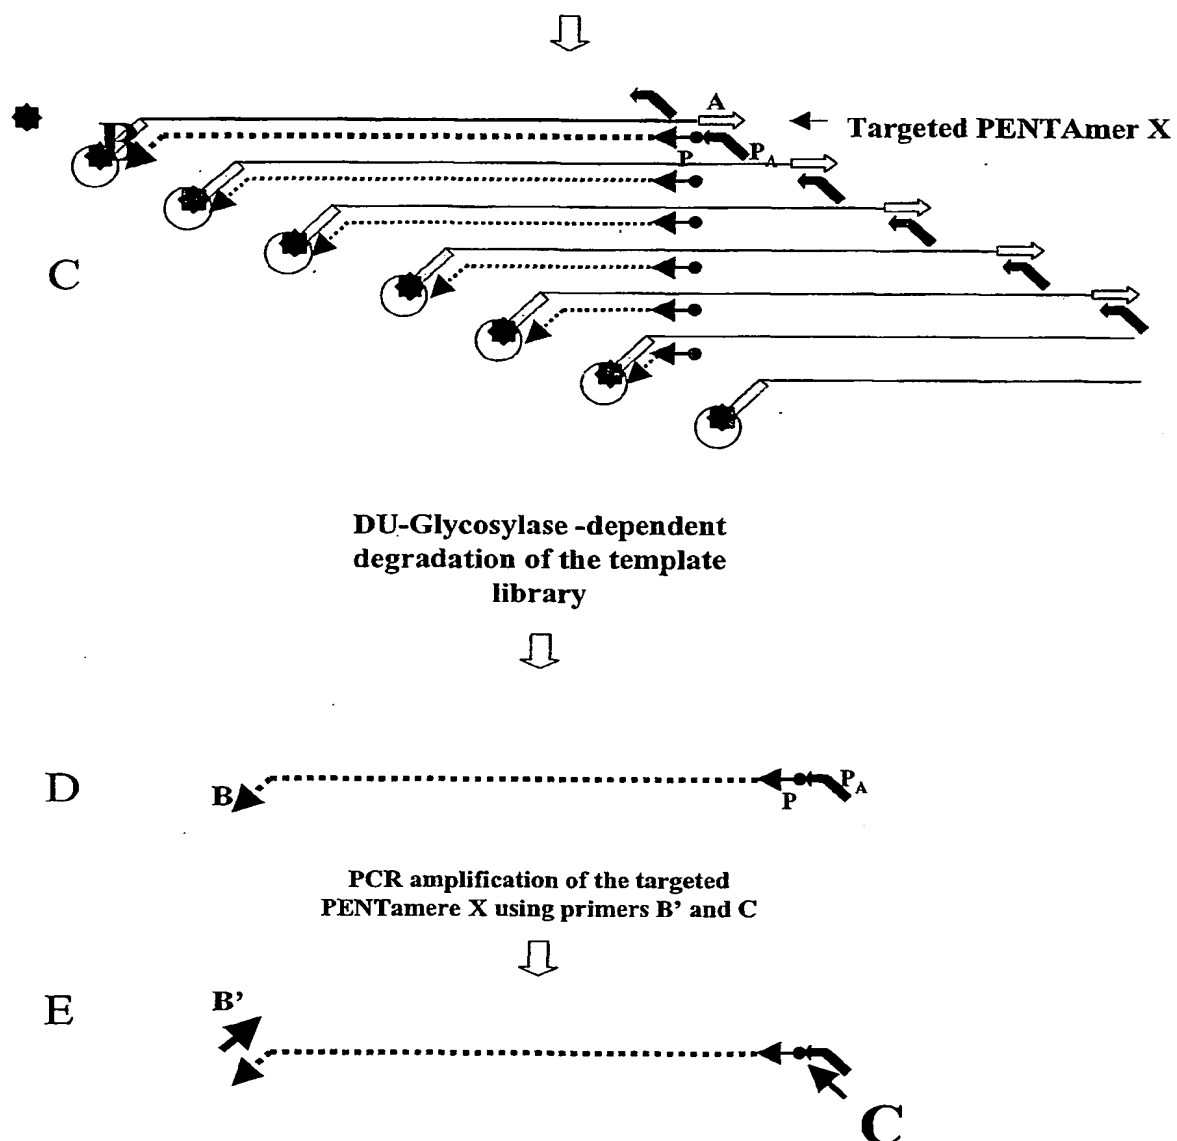 A
B
Targeted PENTAmer X
P
PA
C
DU-Glycosylase -dependent
degradation of the template
library
D
B
P
PA
PCR amplification of the targeted
PENTamere X using primers B’ and C
E
B’
C